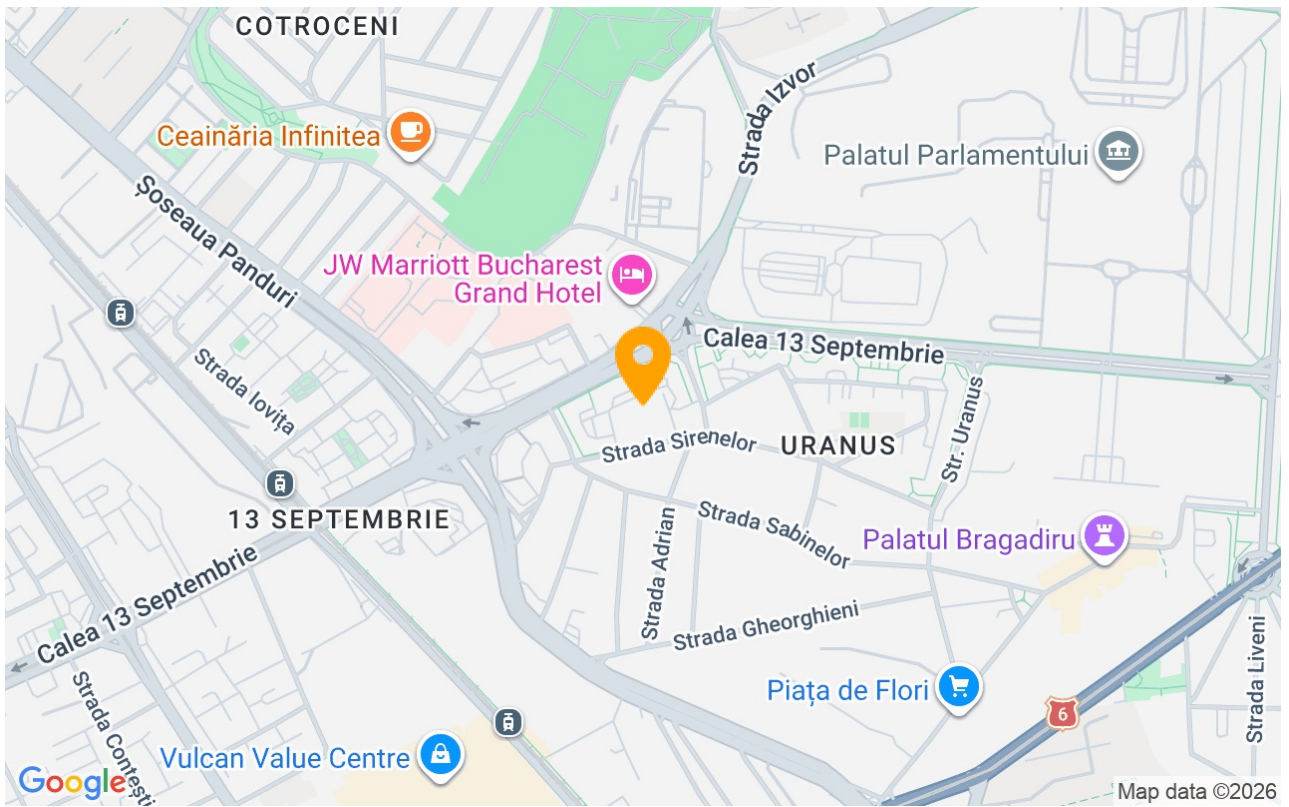 COTROCENI
Strada Izvor
Ceainăria Infinitea
Palatul Parlamentului
Șoseaua Panduri
JW Marriott Bucharest
Grand Hotel
Calea 13 Septembrie
Strada Iovița
Strada Sirenelor
URANUS
Str. Uranus
13 SEPTEMBRIE
Strada Sabinelor
Palatul Bragadiru
Strada Adrian
Calea 13 Septembrie
Strada Gheorghieni
Strada Liveni
Piața de Flori
6
Strada Contești
Vulcan Value Centre
Google
Map data ©2026